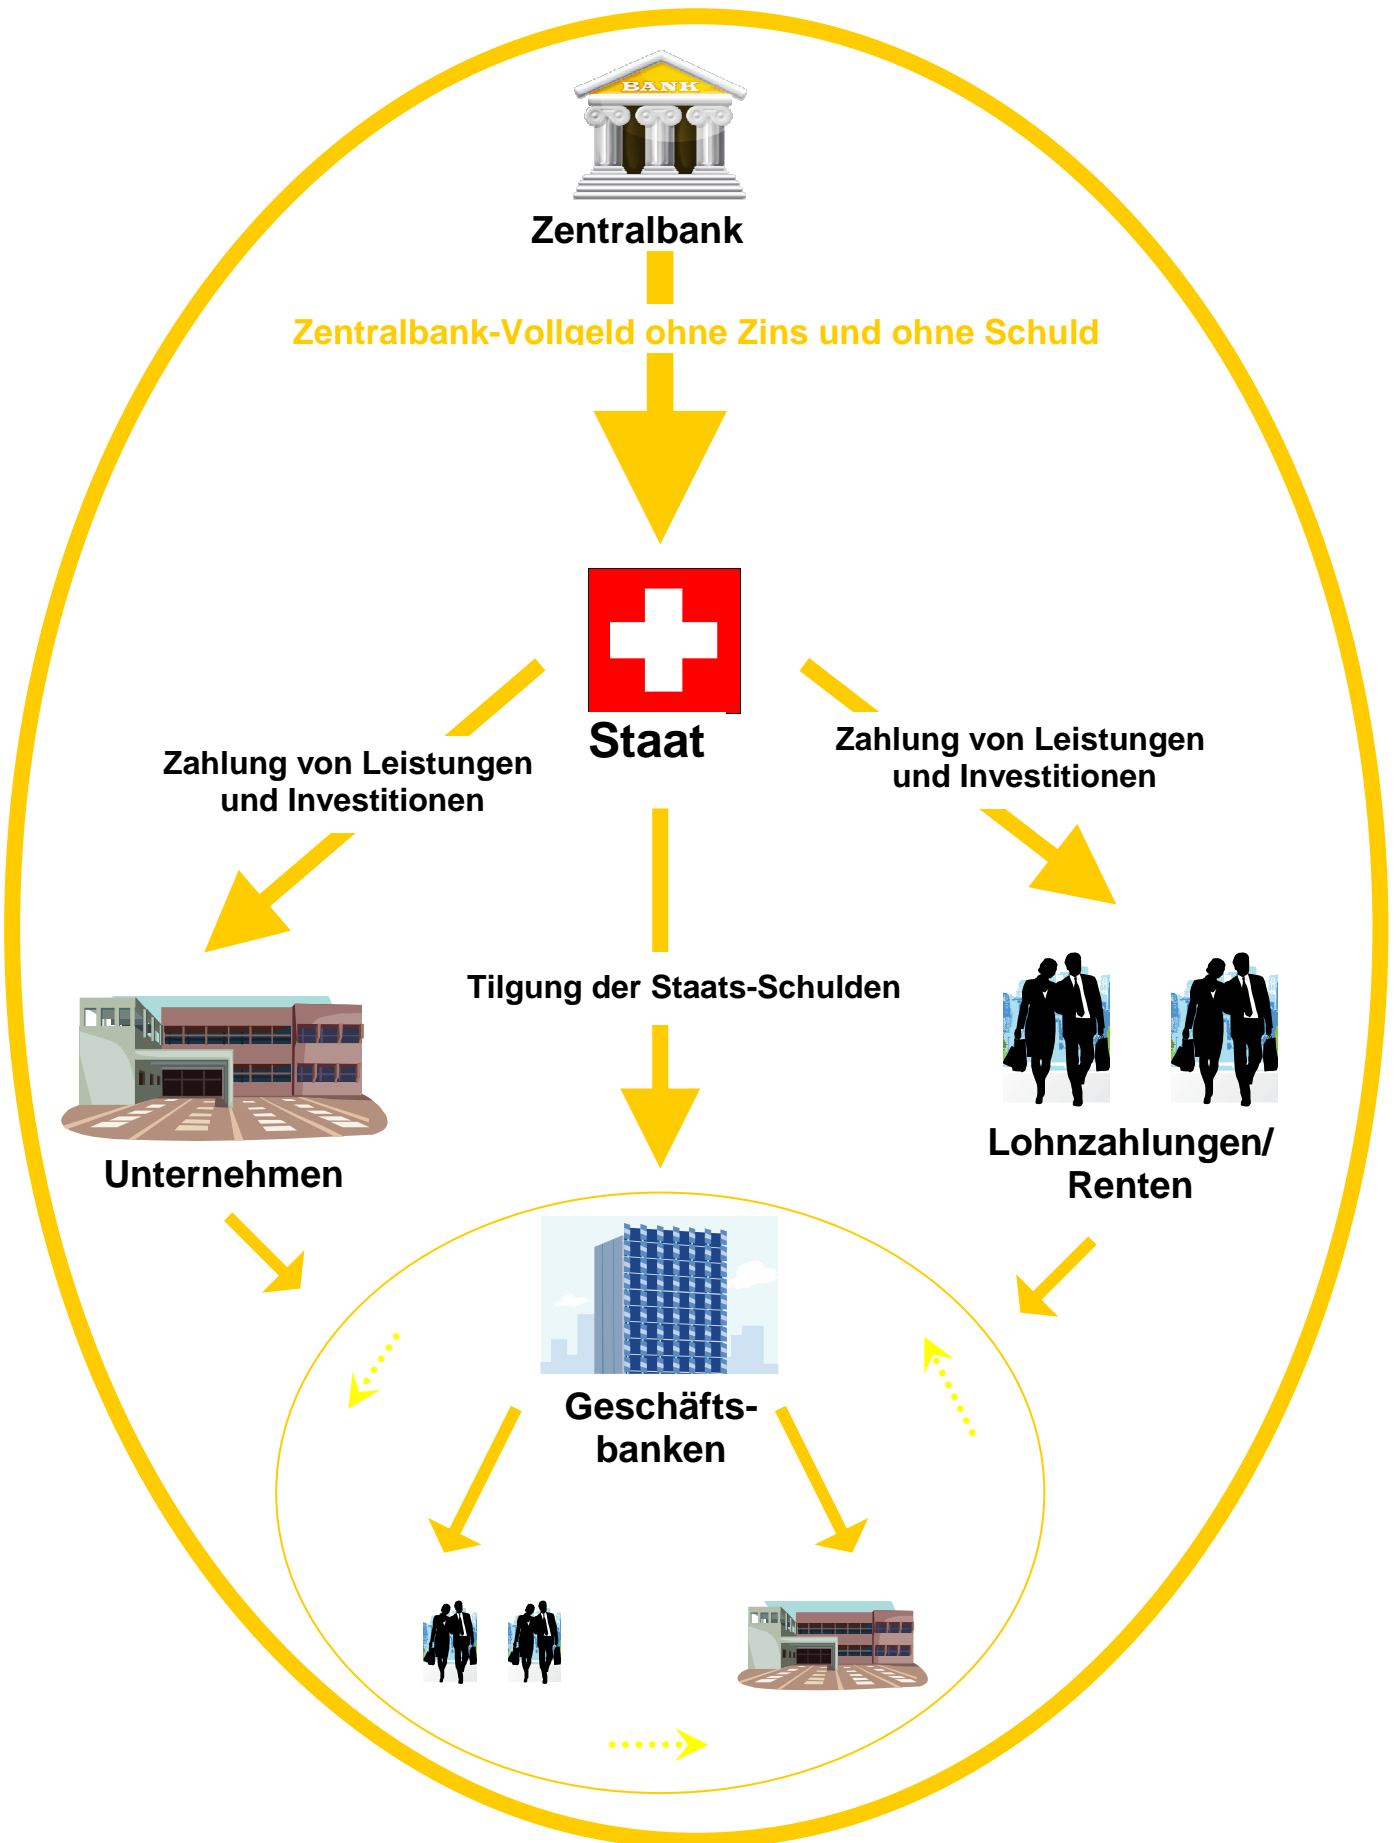 BANK
Zentralbank
Zentralbank-Vollgeld ohne Zins und ohne Schuld
Staat
Zahlung von Leistungen
und Investitionen
Zahlung von Leistungen
und Investitionen
Tilgung der Staats-Schulden
Unternehmen
Lohnzahlungen/
Renten
Geschäfts-
banken